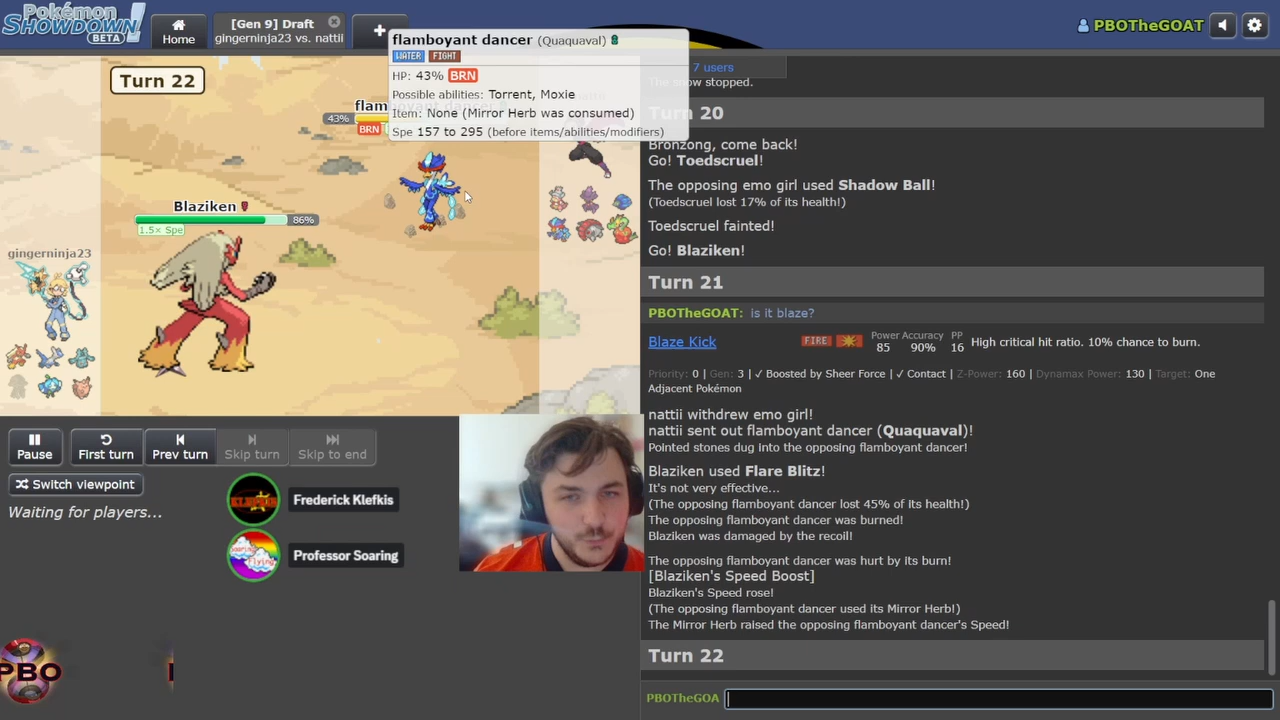 Pokémon
SHOWDOWN!
BETA
Home
[Gen 9] Draft
gingerninja23 vs. nattii
+
PBOTheGOAT
flamboyant dancer (Quaquaval)
WATER FIGHT
HP: 43% BRN
Possible abilities: Torrent, Moxie
Item: None (Mirror Herb was consumed)
Spe 157 to 295 (before items/abilities/modifiers)
Turn 22
43%
BRN
Blaziken
86%
1.5× Spe
gingerninja23
7 users
The snow stopped.
Turn 20
Bronzong, come back!
Go! Toedscruel!
The opposing emo girl used Shadow Ball!
(Toedscruel lost 17% of its health!)
Toedscruel fainted!
Go! Blaziken!
Turn 21
PBOTheGOAT: is it blaze?
Blaze Kick FIRE Power 85 Accuracy 90% PP 16 High critical hit ratio. 10% chance to burn.
Priority: 0 | Gen: 3 | ✓ Boosted by Sheer Force | ✓ Contact | Z-Power: 160 | Dynamax Power: 130 | Target: One
Adjacent Pokémon
nattii withdrew emo girl!
nattii sent out flamboyant dancer (Quaquaval)!
Pointed stones dug into the opposing flamboyant dancer!
Blaziken used Flare Blitz!
It's not very effective...
(The opposing flamboyant dancer lost 45% of its health!)
The opposing flamboyant dancer was burned!
Blaziken was damaged by the recoil!
The opposing flamboyant dancer was hurt by its burn!
[Blaziken's Speed Boost]
Blaziken's Speed rose!
(The opposing flamboyant dancer used its Mirror Herb!)
The Mirror Herb raised the opposing flamboyant dancer's Speed!
Turn 22
PBOTheGOA
Pause
First turn
Prev turn
Skip turn
Skip to end
Switch viewpoint
Waiting for players...
Frederick Klefkis
Professor Soaring
PBO